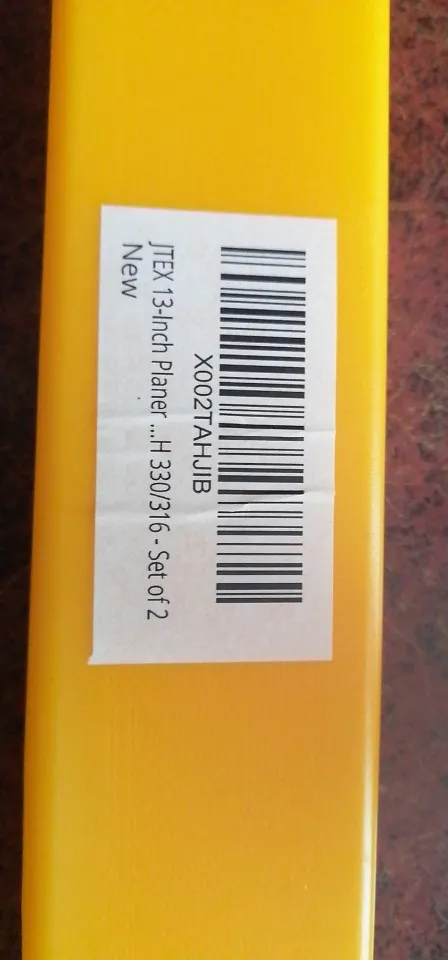 X002TAHJIB
JTEX 13-Inch Planer ...H 330/316 - Set of 2
New